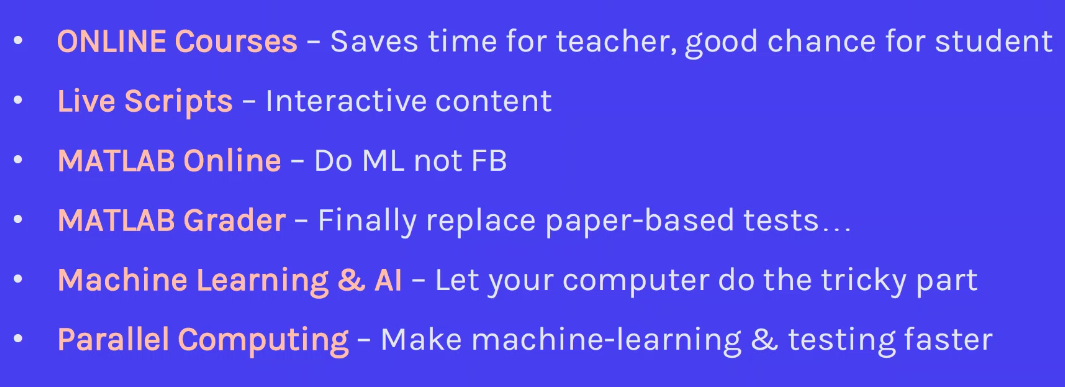 • ONLINE Courses – Saves time for teacher, good chance for student
• Live Scripts – Interactive content
• MATLAB Online – Do ML not FB
• MATLAB Grader – Finally replace paper-based tests…
• Machine Learning & AI – Let your computer do the tricky part
• Parallel Computing – Make machine-learning & testing faster